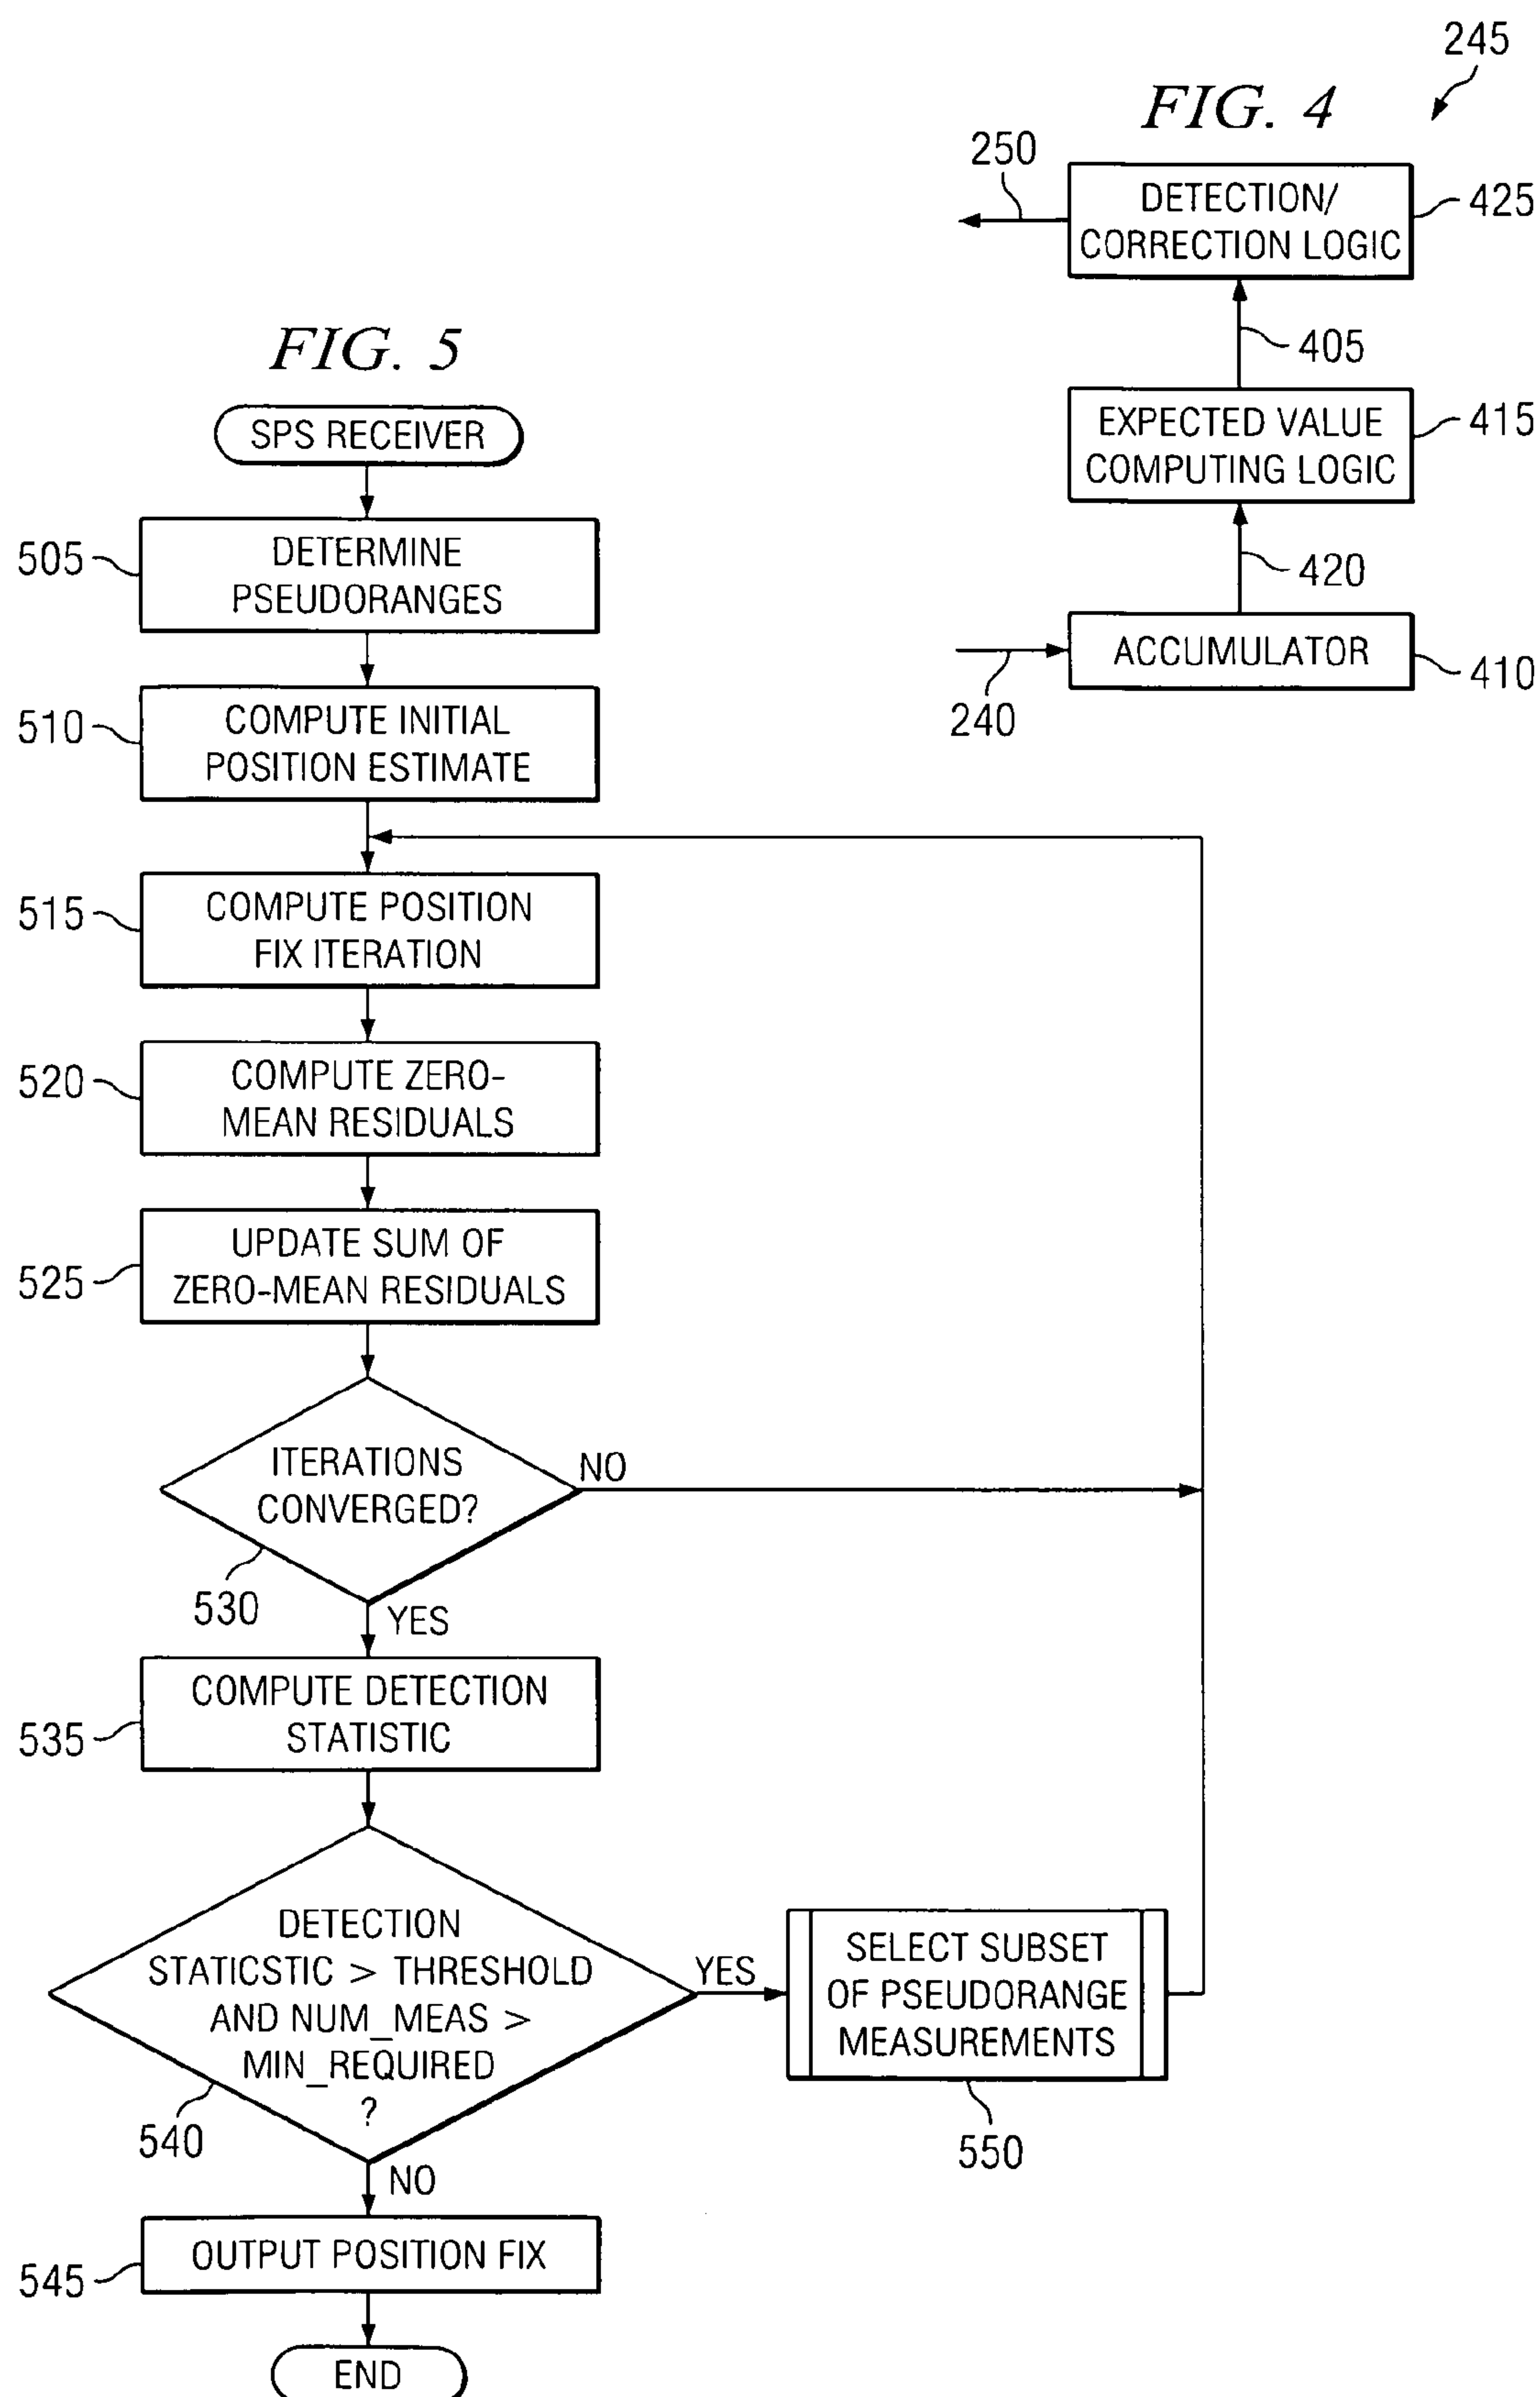 245
FIG. 4
250
DETECTION/
CORRECTION LOGIC
425
405
EXPECTED VALUE
COMPUTING LOGIC
415
420
ACCUMULATOR
410
240
FIG. 5
SPS RECEIVER
505
DETERMINE
PSEUDORANGES
510
COMPUTE INITIAL
POSITION ESTIMATE
515
COMPUTE POSITION
FIX ITERATION
520
COMPUTE ZERO-
MEAN RESIDUALS
525
UPDATE SUM OF
ZERO-MEAN RESIDUALS
ITERATIONS
CONVERGED?
NO
530
YES
535
COMPUTE DETECTION
STATISTIC
DETECTION
STATICSTIC > THRESHOLD
AND NUM_MEAS >
MIN_REQUIRED
?
YES
540
SELECT SUBSET
OF PSEUDORANGE
MEASUREMENTS
550
NO
545
OUTPUT POSITION FIX
END